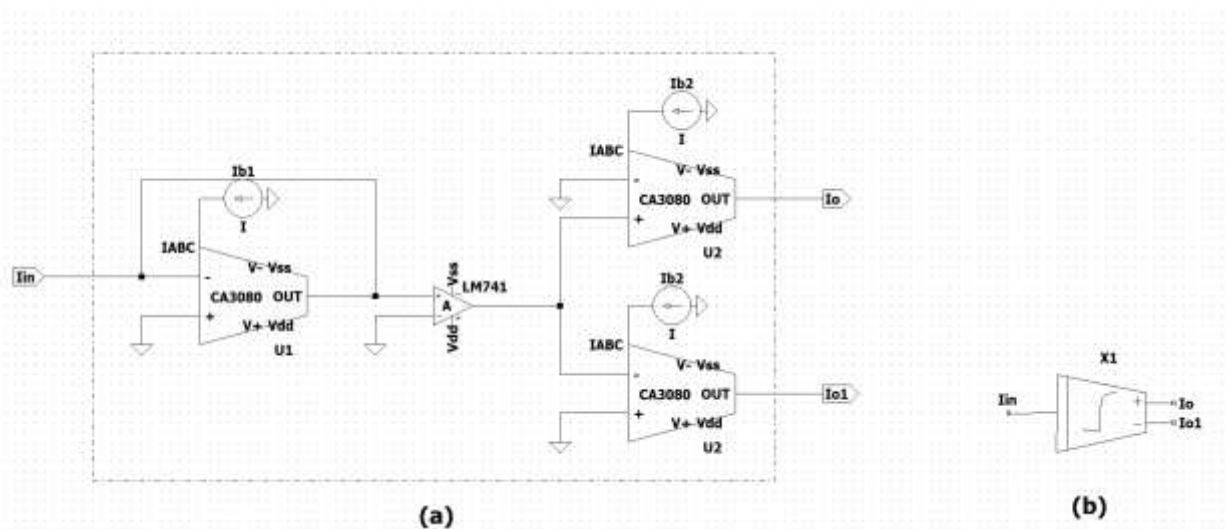 Ib2
I
IABC
V- Vss
-
CA3080 OUT
+
V+ Vdd
U2
Io
Ib1
I
IABC
Iin
V- Vss
-
CA3080 OUT
+
V+ Vdd
U1
Vss
LM741
-
A
Vdd
Ib2
I
IABC
V- Vss
-
CA3080 OUT
+
V+ Vdd
U2
Io1
(a)
X1
Iin
+ Io
- Io1
(b)